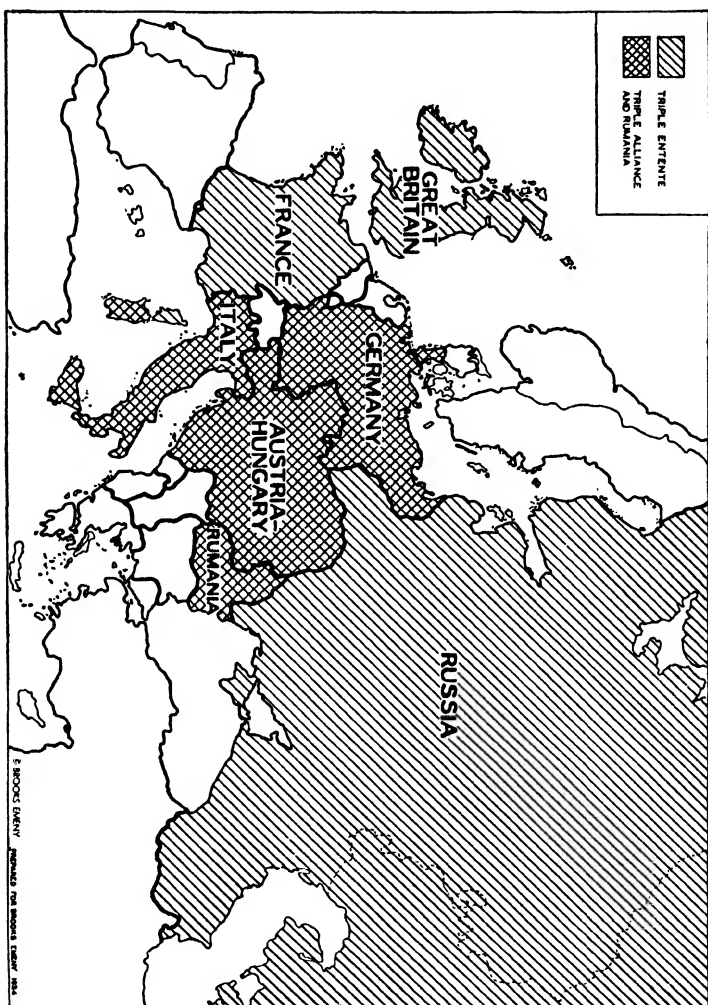 TRIPLE ENTENTE
TRIPLE ALLIANCE
AND RUMANIA
GREAT
BRITAIN
FRANCE
GERMANY
ITALY
AUSTRIA–
HUNGARY
RUMANIA
RUSSIA
© BROOKS EMENY PREPARED FOR BROOKS EMENY 1934